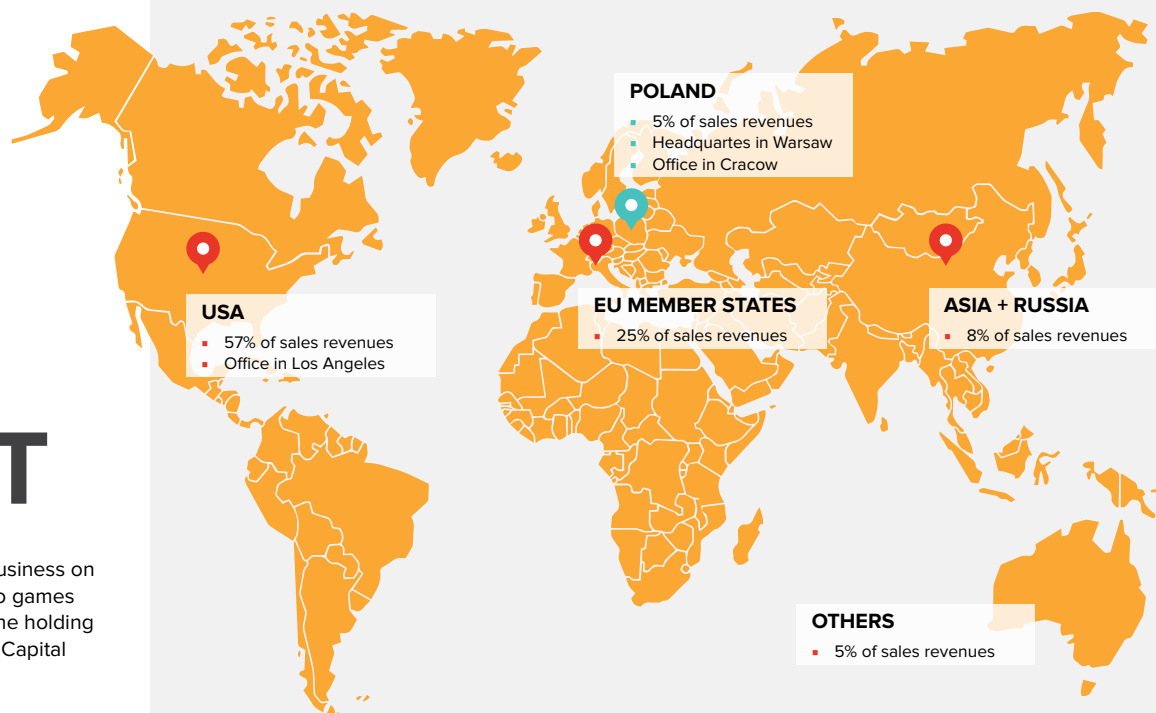 POLAND
5% of sales revenues
Headquartes in Warsaw
Office in Cracow
USA
57% of sales revenues
Office in Los Angeles
EU MEMBER STATES
25% of sales revenues
ASIA + RUSSIA
8% of sales revenues
OTHERS
5% of sales revenues
T
usiness on
games
holding
Capital